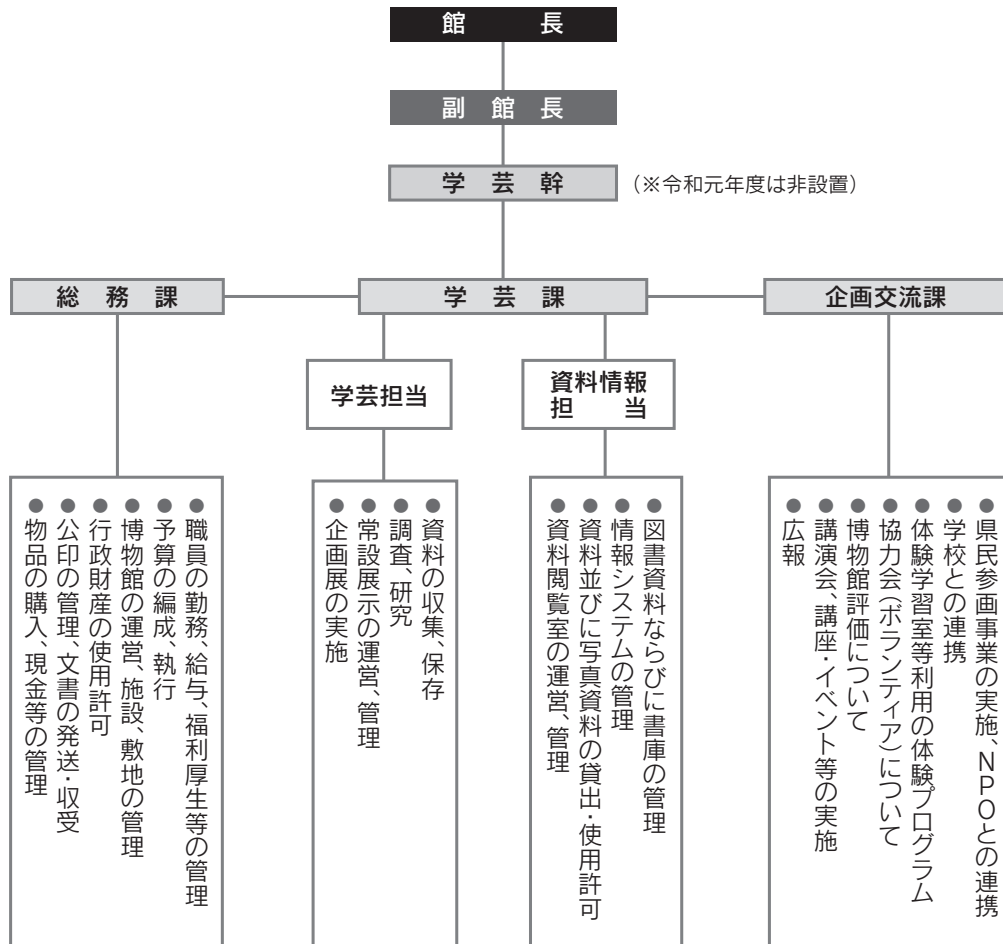 館長
副館長
学芸幹
(※令和元年度は非設置)
総務課
学芸課
企画交流課
学芸担当
資料情報
担当
●職員の勤務、給与、福利厚生等の管理
●予算の編成、執行
●博物館の運営、施設、敷地の管理
●行政財産の使用許可
●公印の管理、文書の発送・収受
●物品の購入、現金等の管理
●資料の収集、保存
●調査、研究
●常設展示の運営、管理
●企画展の実施
●図書資料ならびに書庫の管理
●情報システムの管理
●資料並びに写真資料の貸出・使用許可
●資料閲覧室の運営、管理
●県民参画事業の実施、NPOとの連携
●学校との連携
●体験学習室等利用の体験プログラム
●協力会(ボランティア)について
●博物館評価について
●講演会、講座・イベント等の実施
●広報